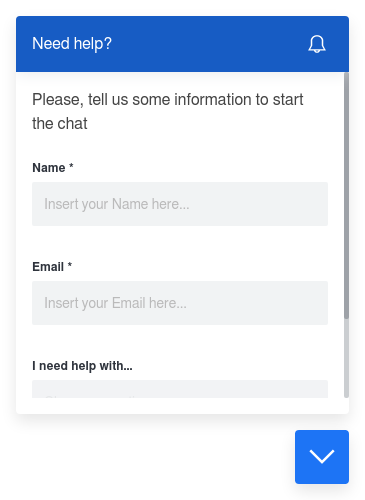 Need help?
Please, tell us some information to start
the chat
Name *
Insert your Name here...
Email *
Insert your Email here...
I need help with...